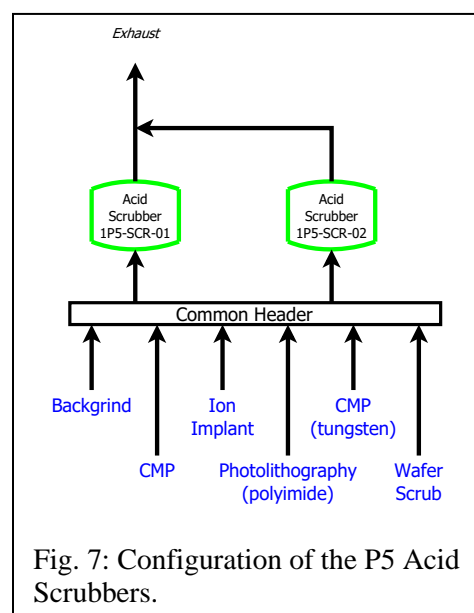 Exhaust
Acid
Scrubber
1P5-SCR-01
Acid
Scrubber
1P5-SCR-02
Common Header
Backgrind
CMP
Ion
Implant
Photolithography
(polyimide)
CMP
(tungsten)
Wafer
Scrub
Fig. 7: Configuration of the P5 Acid
Scrubbers.